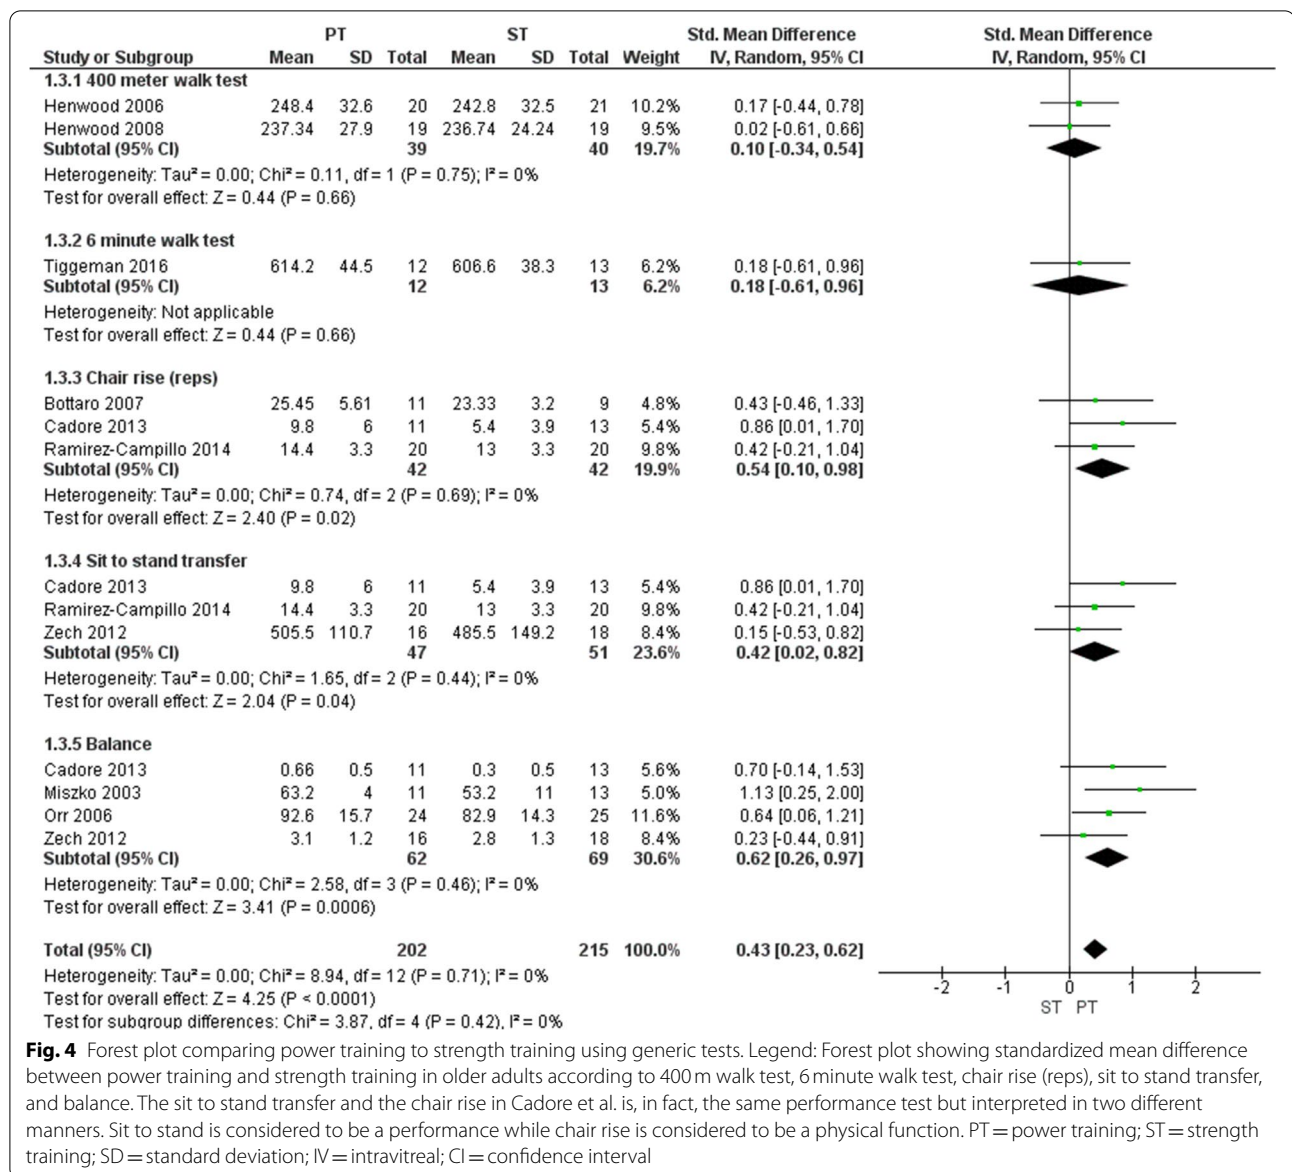 PT ST Std. Mean Difference Std. Mean Difference
Study or Subgroup Mean SD Total Mean SD Total Weight IV, Random, 95% CI IV, Random, 95% CI
1.3.1 400 meter walk test
Henwood 2006 248.4 32.6 20 242.8 32.5 21 10.2% 0.17 [-0.44, 0.78]
Henwood 2008 237.34 27.9 19 236.74 24.24 19 9.5% 0.02 [-0.61, 0.66]
Subtotal (95% CI) 39 40 19.7% 0.10 [-0.34, 0.54]
Heterogeneity: Tau² = 0.00; Chi² = 0.11, df = 1 (P = 0.75); I² = 0%
Test for overall effect: Z = 0.44 (P = 0.66)
1.3.2 6 minute walk test
Tiggeman 2016 614.2 44.5 12 606.6 38.3 13 6.2% 0.18 [-0.61, 0.96]
Subtotal (95% CI) 12 13 6.2% 0.18 [-0.61, 0.96]
Heterogeneity: Not applicable
Test for overall effect: Z = 0.44 (P = 0.66)
1.3.3 Chair rise (reps)
Bottaro 2007 25.45 5.61 11 23.33 3.2 9 4.8% 0.43 [-0.46, 1.33]
Cadore 2013 9.8 6 11 5.4 3.9 13 5.4% 0.86 [0.01, 1.70]
Ramirez-Campillo 2014 14.4 3.3 20 13 3.3 20 9.8% 0.42 [-0.21, 1.04]
Subtotal (95% CI) 42 42 19.9% 0.54 [0.10, 0.98]
Heterogeneity: Tau² = 0.00; Chi² = 0.74, df = 2 (P = 0.69); I² = 0%
Test for overall effect: Z = 2.40 (P = 0.02)
1.3.4 Sit to stand transfer
Cadore 2013 9.8 6 11 5.4 3.9 13 5.4% 0.86 [0.01, 1.70]
Ramirez-Campillo 2014 14.4 3.3 20 13 3.3 20 9.8% 0.42 [-0.21, 1.04]
Zech 2012 505.5 110.7 16 485.5 149.2 18 8.4% 0.15 [-0.53, 0.82]
Subtotal (95% CI) 47 51 23.6% 0.42 [0.02, 0.82]
Heterogeneity: Tau² = 0.00; Chi² = 1.65, df = 2 (P = 0.44); I² = 0%
Test for overall effect: Z = 2.04 (P = 0.04)
1.3.5 Balance
Cadore 2013 0.66 0.5 11 0.3 0.5 13 5.6% 0.70 [-0.14, 1.53]
Miszko 2003 63.2 4 11 53.2 11 13 5.0% 1.13 [0.25, 2.00]
Orr 2006 92.6 15.7 24 82.9 14.3 25 11.6% 0.64 [0.06, 1.21]
Zech 2012 3.1 1.2 16 2.8 1.3 18 8.4% 0.23 [-0.44, 0.91]
Subtotal (95% CI) 62 69 30.6% 0.62 [0.26, 0.97]
Heterogeneity: Tau² = 0.00; Chi² = 2.58, df = 3 (P = 0.46); I² = 0%
Test for overall effect: Z = 3.41 (P = 0.0006)
Total (95% CI) 202 215 100.0% 0.43 [0.23, 0.62]
Heterogeneity: Tau² = 0.00; Chi² = 8.94, df = 12 (P = 0.71); I² = 0%
Test for overall effect: Z = 4.25 (P < 0.0001)
Test for subgroup differences: Chi² = 3.87, df = 4 (P = 0.42), I² = 0%
-2 -1 0 1 2
ST PT
Fig. 4 Forest plot comparing power training to strength training using generic tests. Legend: Forest plot showing standardized mean difference
between power training and strength training in older adults according to 400 m walk test, 6 minute walk test, chair rise (reps), sit to stand transfer,
and balance. The sit to stand transfer and the chair rise in Cadore et al. is, in fact, the same performance test but interpreted in two different
manners. Sit to stand is considered to be a performance while chair rise is considered to be a physical function. PT = power training; ST = strength
training; SD = standard deviation; IV = intravitreal; CI = confidence interval